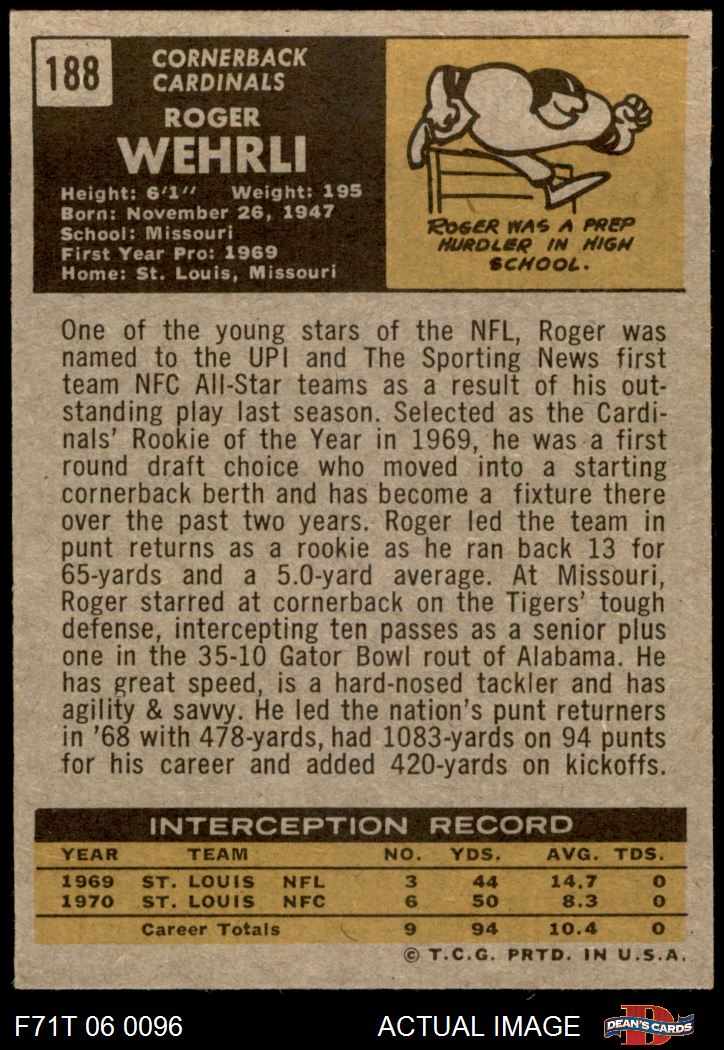 188
CORNERBACK
CARDINALS
ROGER
WEHRLI
Height: 6'1" Weight: 195
Born: November 26, 1947
School: Missouri
First Year Pro: 1969
Home: St. Louis, Missouri
ROGER WAS A PREP
HURDLER IN HIGH
SCHOOL.
One of the young stars of the NFL, Roger was
named to the UPI and The Sporting News first
team NFC All-Star teams as a result of his out-
standing play last season. Selected as the Cardi-
nals' Rookie of the Year in 1969, he was a first
round draft choice who moved into a starting
cornerback berth and has become a fixture there
over the past two years. Roger led the team in
punt returns as a rookie as he ran back 13 for
65-yards and a 5.0-yard average. At Missouri,
Roger starred at cornerback on the Tigers' tough
defense, intercepting ten passes as a senior plus
one in the 35-10 Gator Bowl rout of Alabama. He
has great speed, is a hard-nosed tackler and has
agility & savvy. He led the nation's punt returners
in '68 with 478-yards, had 1083-yards on 94 punts
for his career and added 420-yards on kickoffs.
INTERCEPTION RECORD
YEAR TEAM NO. YDS. AVG. TDS.
1969 ST. LOUIS NFL 3 44 14.7 0
1970 ST. LOUIS NFC 6 50 8.3 0
Career Totals 9 94 10.4 0
© T.C.G. PRTD. IN U.S.A.
F71T 06 0096 ACTUAL IMAGE
D
DEAN'S CARDS